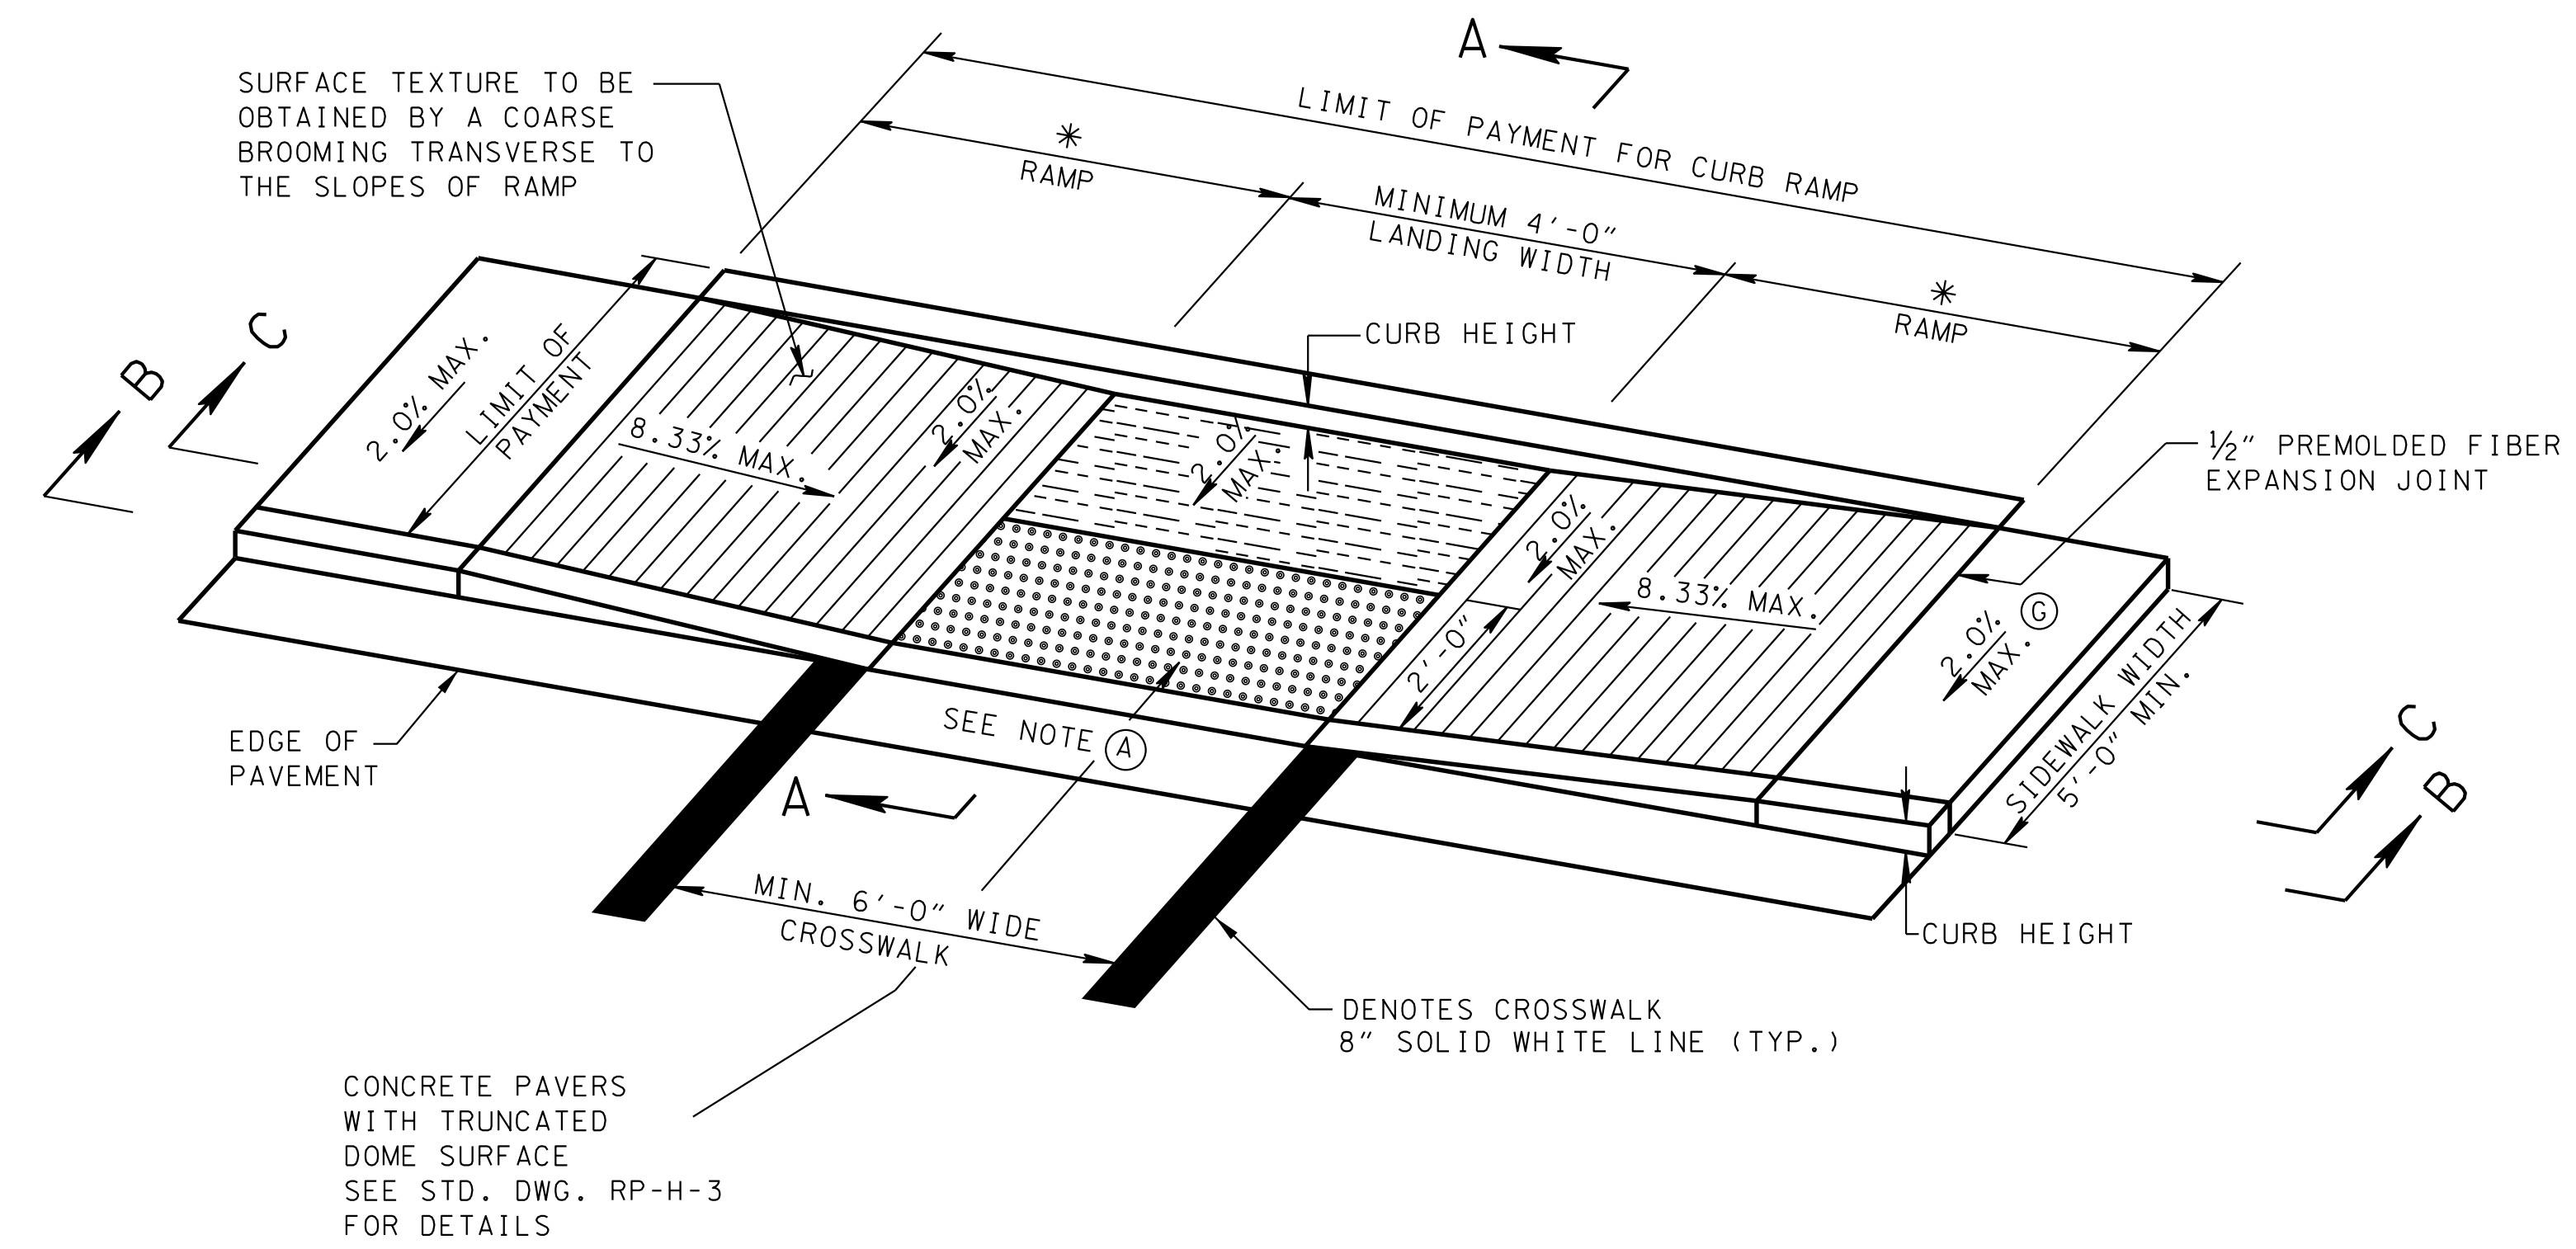 A
SURFACE TEXTURE TO BE
OBTAINED BY A COARSE
BROOMING TRANSVERSE TO
THE SLOPES OF RAMP
LIMIT OF PAYMENT FOR CURB RAMP
*
RAMP
MINIMUM 4'-0"
LANDING WIDTH
*
RAMP
CURB HEIGHT
C
B
2.0% MAX.
LIMIT OF
PAYMENT
8.33% MAX.
2.0%
MAX.
2.0%
MAX.
2.0%
MAX.
8.33% MAX.
2'-0"
½" PREMOLDED FIBER
EXPANSION JOINT
2.0%
MAX. G
SIDEWALK WIDTH
5'-0" MIN.
C
B
EDGE OF
PAVEMENT
SEE NOTE A
A
MIN. 6'-0" WIDE
CROSSWALK
CURB HEIGHT
DENOTES CROSSWALK
8" SOLID WHITE LINE (TYP.)
CONCRETE PAVERS
WITH TRUNCATED
DOME SURFACE
SEE STD. DWG. RP-H-3
FOR DETAILS